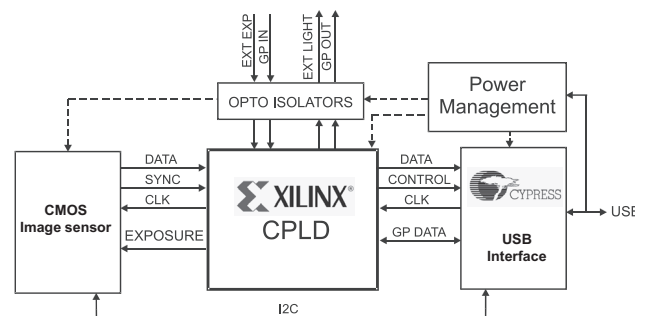 EXT EXP
GP IN
EXT LIGHT
GP OUT
OPTO ISOLATORS
Power
Management
CMOS
Image sensor
DATA
SYNC
CLK
EXPOSURE
XILINX®
CPLD
DATA
CONTROL
CLK
GP DATA
CYPRESS
USB
Interface
USB
I2C